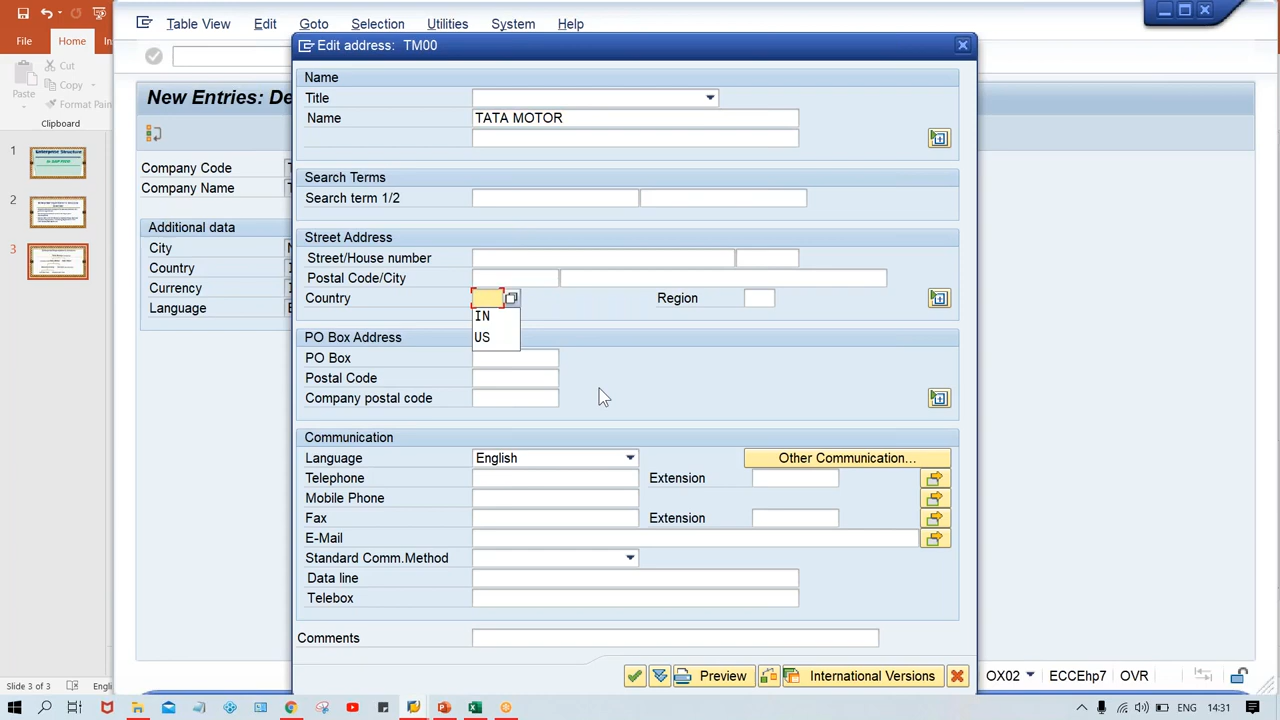 Table View Edit Goto Selection Utilities System Help
File Home In
Edit address: TM00
Cut
Copy
Format Pain
Paste
Clipboard
New Entries: De
Company Code
Company Name
Additional data
City
Country
Currency
Language
1
2
3
Name
Title
Name TATA MOTOR
Search Terms
Search term 1/2
Street Address
Street/House number
Postal Code/City
Country Region
IN
US
PO Box Address
PO Box
Postal Code
Company postal code
Communication
Language English Other Communication...
Telephone Extension
Mobile Phone
Fax Extension
E-Mail
Standard Comm.Method
Data line
Telebox
Comments
Preview International Versions
OX02 ECCEhp7 OVR
Slide 3 of 3 Engli
ENG 14:31